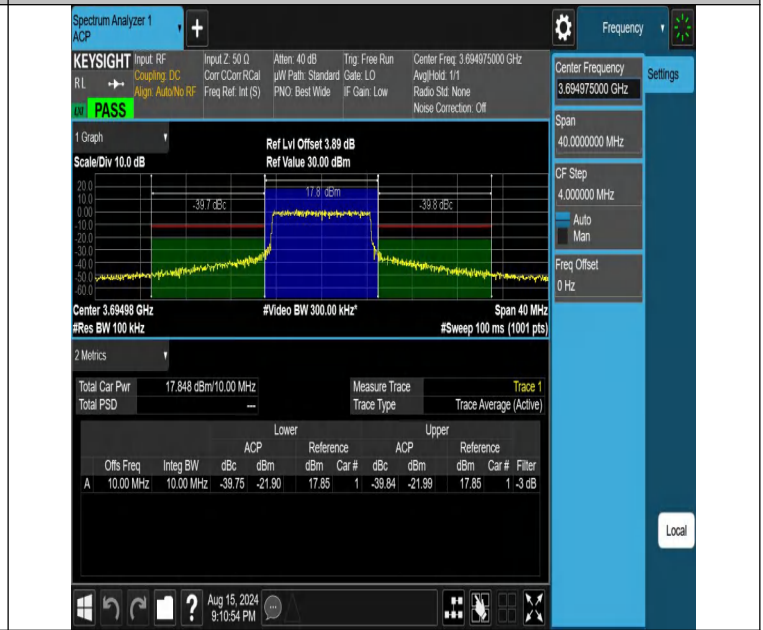 Spectrum Analyzer 1
ACP
+
Frequency
KEYSIGHT
RL
PASS
Input: RF
Coupling: DC
Align: Auto/No RF
Input Z: 50 Ω
Corr CCorr RCal
Freq Ref: Int (S)
Atten: 40 dB
µW Path: Standard
PNO: Best Wide
Trig: Free Run
Gate: LO
IF Gain: Low
Center Freq: 3.694975000 GHz
Avg|Hold: 1/1
Radio Std: None
Noise Correction: Off
Center Frequency
3.694975000 GHz
Settings
Span
40.0000000 MHz
CF Step
4.000000 MHz
Auto
Man
Freq Offset
0 Hz
1 Graph
Scale/Div 10.0 dB
Ref Lvl Offset 3.89 dB
Ref Value 30.00 dBm
20.0
10.0
0.00
-10.0
-20.0
-30.0
-40.0
-50.0
-60.0
-39.7 dBc
17.8 dBm
-39.8 dBc
Center 3.69498 GHz
#Video BW 300.00 kHz*
Span 40 MHz
#Res BW 100 kHz
#Sweep 100 ms (1001 pts)
2 Metrics
Total Car Pwr 17.848 dBm/10.00 MHz
Total PSD ---
Measure Trace Trace 1
Trace Type Trace Average (Active)
Lower Upper
ACP Reference ACP Reference
Offs Freq Integ BW dBc dBm dBm Car # dBc dBm dBm Car # Filter
A 10.00 MHz 10.00 MHz -39.75 -21.90 17.85 1 -39.84 -21.99 17.85 1 -3 dB
Local
?
Aug 15, 2024
9:10:54 PM